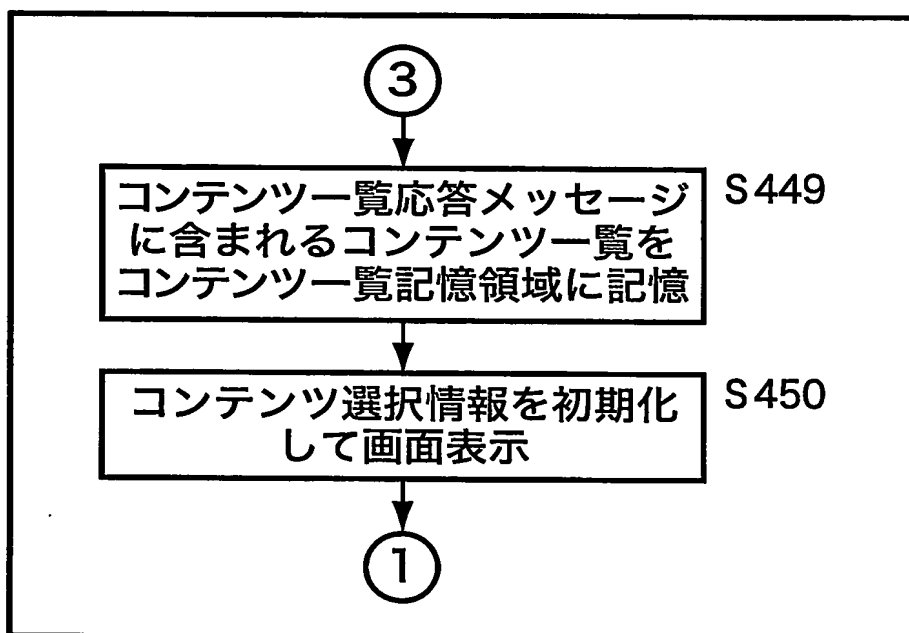 3
コンテンツ一覧応答メッセージ
に含まれるコンテンツ一覧を
コンテンツ一覧記憶領域に記憶
S449
コンテンツ選択情報を初期化
して画面表示
S450
1